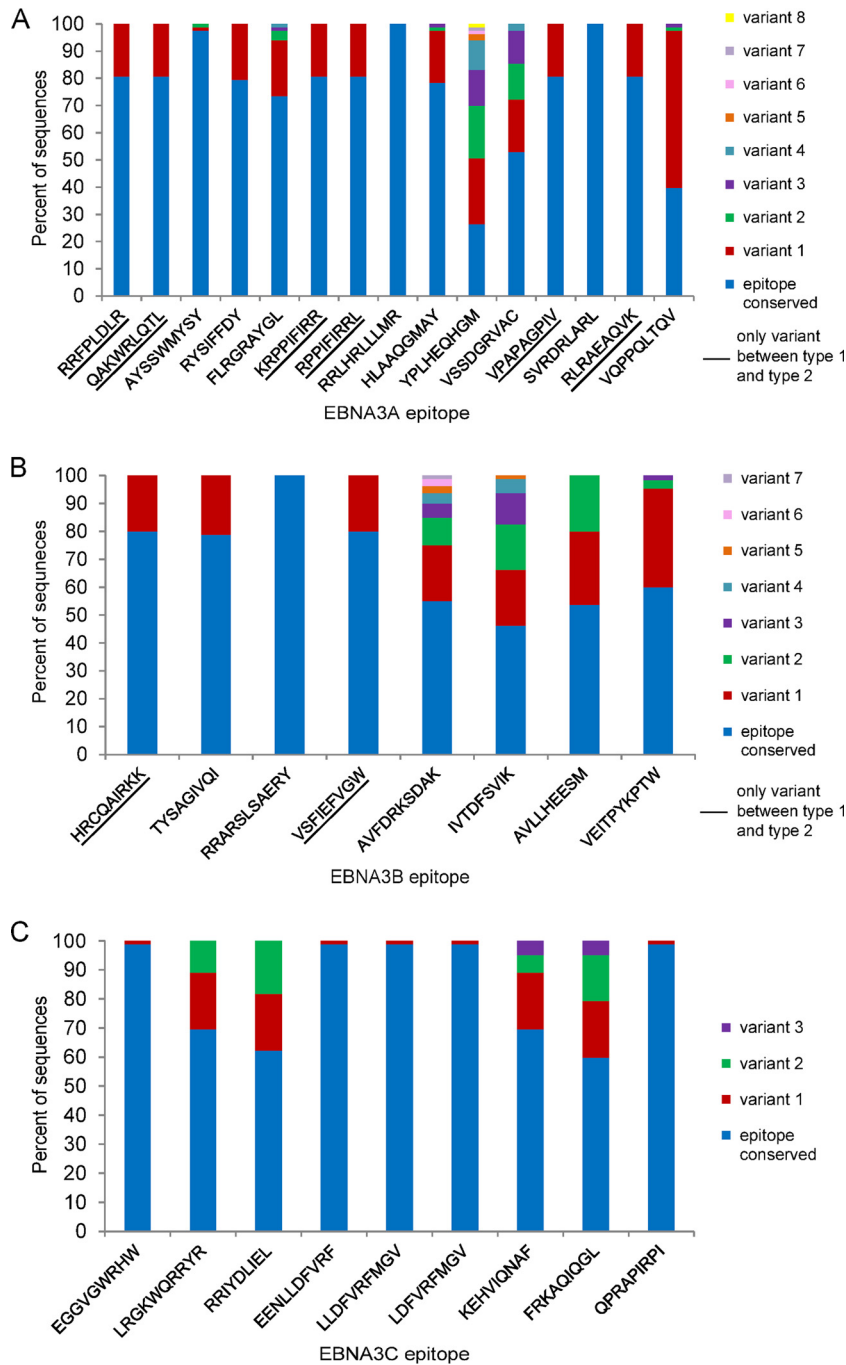 A
Percent of sequences
100
90
80
70
60
50
40
30
20
10
0
RRFPLDLR
QAKWRLQTL
AYSSWMYSY
RYSIFFDY
FLRGRAYGL
KRPPIFIRR
RPPIFIRRL
RRLHRLLLMR
HLAAQGMAY
YPLHEQHGM
VSSDGRVAC
VPAPAGPIV
SVRDRLARL
RLRAEAQVK
VQPPQLTQV
EBNA3A epitope
variant 8
variant 7
variant 6
variant 5
variant 4
variant 3
variant 2
variant 1
epitope
conserved
only variant
between type 1
and type 2
B
Percent of sequneces
100
90
80
70
60
50
40
30
20
10
0
HRCQAIRKK
TYSAGIVQI
RRARSLSAERY
VSFIEFVGW
AVFDRKSDAK
IVTDFSVIK
AVLLHEESM
VEITPYKPTW
EBNA3B epitope
variant 7
variant 6
variant 5
variant 4
variant 3
variant 2
variant 1
epitope
conserved
only variant
between type 1
and type 2
C
Percent of sequences
100
90
80
70
60
50
40
30
20
10
0
EGGVGWRHW
LRGKWQRRYR
RRIYDLIEL
EENLLDFVRF
LLDFVRFMGV
LDFVRFMGV
KEHVIQNAF
FRKAQIQGL
QPRAPIRPI
EBNA3C epitope
variant 3
variant 2
variant 1
epitope
conserved